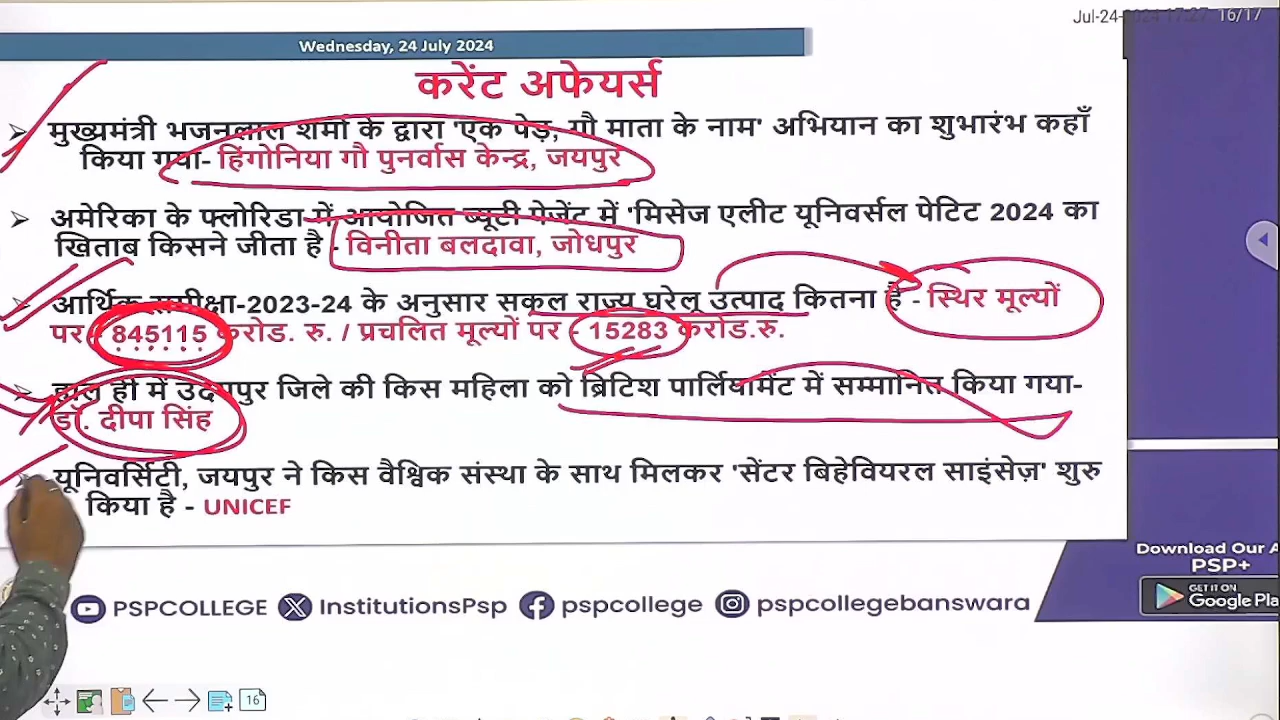 Jul-24-2024 17:27 16/17
Wednesday, 24 July 2024
करेंट अफेयर्स
मुख्यमंत्री भजनलाल शर्मा के द्वारा 'एक पेड़, गौ माता के नाम' अभियान का शुभारंभ कहाँ
किया गया- हिंगोनिया गौ पुनर्वास केन्द्र, जयपुर
अमेरिका के फ्लोरिडा में आयोजित ब्यूटी पेजेंट में 'मिसेज एलीट यूनिवर्सल पेटिट 2024 का
खिताब किसने जीता है - विनीता बलदावा, जोधपुर
आर्थिक समीक्षा-2023-24 के अनुसार सकल राज्य घरेलू उत्पाद कितना है - स्थिर मूल्यों
पर - 845115 करोड. रु. / प्रचलित मूल्यों पर - 15283 करोड.रु.
हाल ही में उदयपुर जिले की किस महिला को ब्रिटिश पार्लियामेंट में सम्मानित किया गया-
डॉ. दीपा सिंह
यूनिवर्सिटी, जयपुर ने किस वैश्विक संस्था के साथ मिलकर 'सेंटर बिहेवियरल साइंसेज़' शुरु
किया है - UNICEF
Download Our A
PSP+
GET IT ON
Google Pla
PSPCOLLEGE InstitutionsPsp pspcollege pspcollegebanswara
16